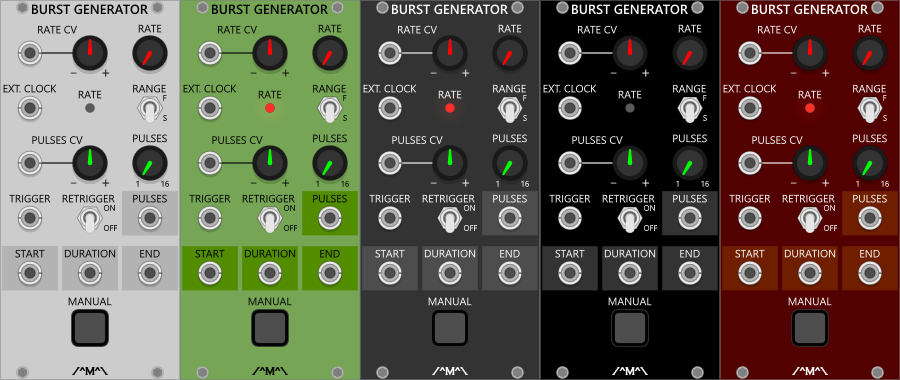 BURST GENERATOR
RATE CV RATE
− +
EXT. CLOCK RATE RANGE
F
S
PULSES CV PULSES
− + 1 16
TRIGGER RETRIGGER PULSES
ON
OFF
START DURATION END
MANUAL
/^M^\
BURST GENERATOR
RATE CV RATE
− +
EXT. CLOCK RATE RANGE
F
S
PULSES CV PULSES
− + 1 16
TRIGGER RETRIGGER PULSES
ON
OFF
START DURATION END
MANUAL
/^M^\
BURST GENERATOR
RATE CV RATE
− +
EXT. CLOCK RATE RANGE
F
S
PULSES CV PULSES
− + 1 16
TRIGGER RETRIGGER PULSES
ON
OFF
START DURATION END
MANUAL
/^M^\
BURST GENERATOR
RATE CV RATE
− +
EXT. CLOCK RATE RANGE
F
S
PULSES CV PULSES
− + 1 16
TRIGGER RETRIGGER PULSES
ON
OFF
START DURATION END
MANUAL
/^M^\
BURST GENERATOR
RATE CV RATE
− +
EXT. CLOCK RATE RANGE
F
S
PULSES CV PULSES
− + 1 16
TRIGGER RETRIGGER PULSES
ON
OFF
START DURATION END
MANUAL
/^M^\